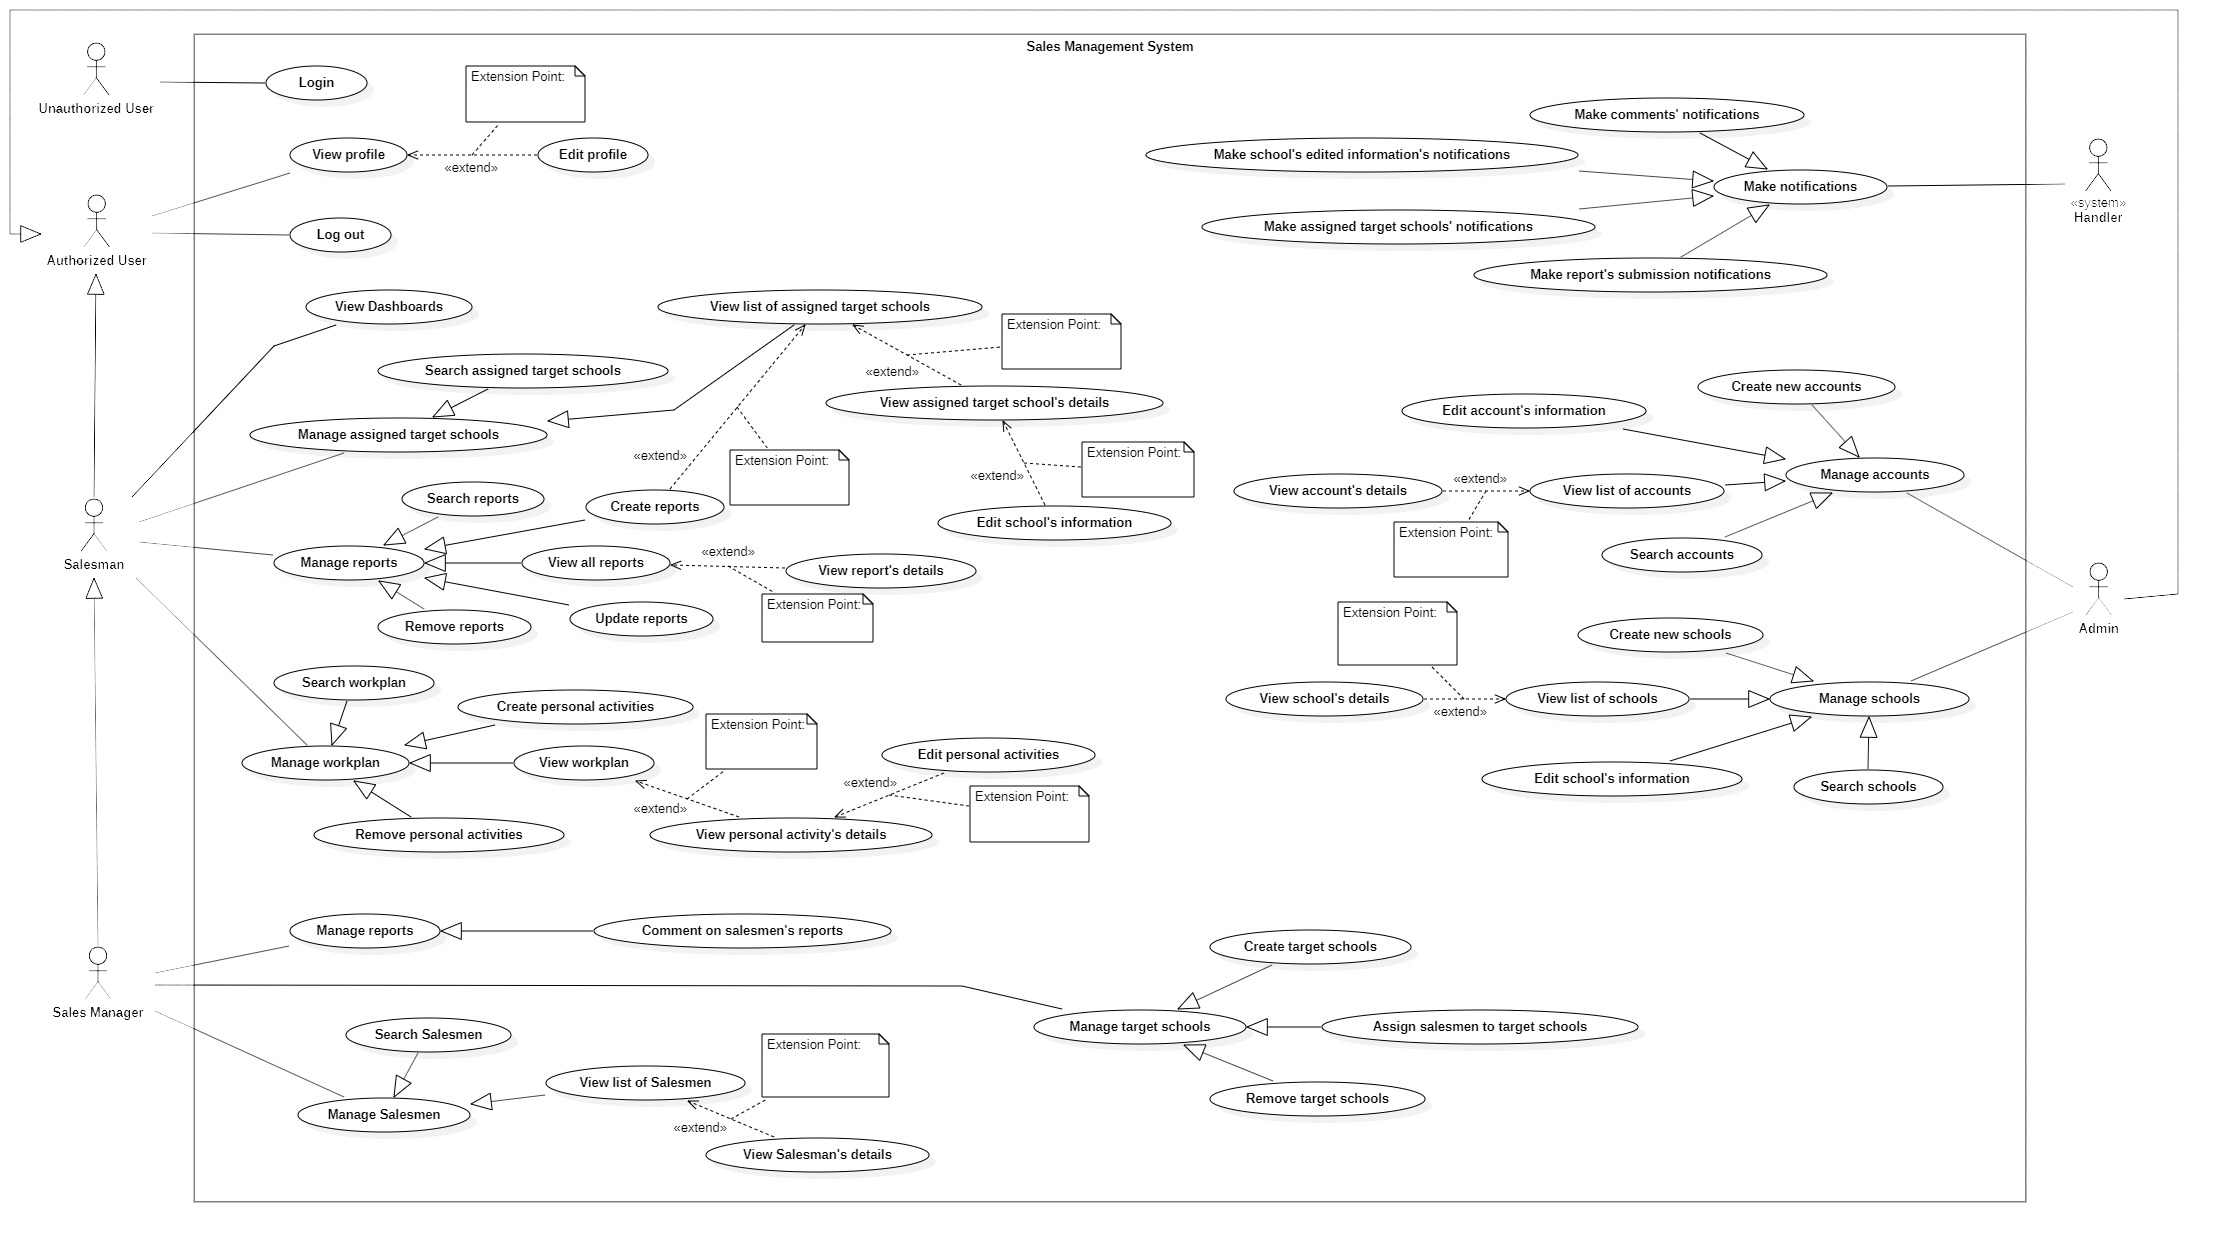 Sales Management System
Unauthorized User
Login
Extension Point:
View profile
«extend»
Edit profile
Authorized User
Log out
Make comments' notifications
Make school's edited information's notifications
Make notifications
Make assigned target schools' notifications
Make report's submission notifications
«system»
Handler
View Dashboards
View list of assigned target schools
Extension Point:
«extend»
Search assigned target schools
View assigned target school's details
Manage assigned target schools
«extend»
Extension Point:
Extension Point:
«extend»
Search reports
Create reports
Edit school's information
Salesman
Manage reports
View all reports
«extend»
View report's details
Extension Point:
Remove reports
Update reports
Create new accounts
Edit account's information
Manage accounts
View account's details
«extend»
View list of accounts
Extension Point:
Search accounts
Admin
Extension Point:
Create new schools
View school's details
«extend»
View list of schools
Manage schools
Edit school's information
Search schools
Search workplan
Create personal activities
Extension Point:
Manage workplan
View workplan
Edit personal activities
«extend»
Extension Point:
«extend»
Remove personal activities
View personal activity's details
Manage reports
Comment on salesmen's reports
Sales Manager
Create target schools
Manage target schools
Assign salesmen to target schools
Remove target schools
Search Salesmen
Extension Point:
View list of Salesmen
Manage Salesmen
«extend»
View Salesman's details